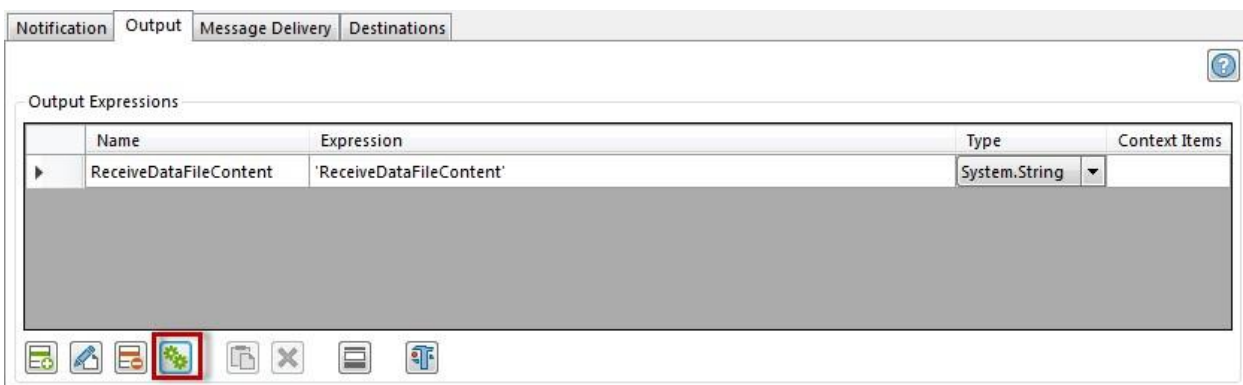 Notification Output Message Delivery Destinations
?
Output Expressions
Name Expression Type Context Items
ReceiveDataFileContent 'ReceiveDataFileContent' System.String